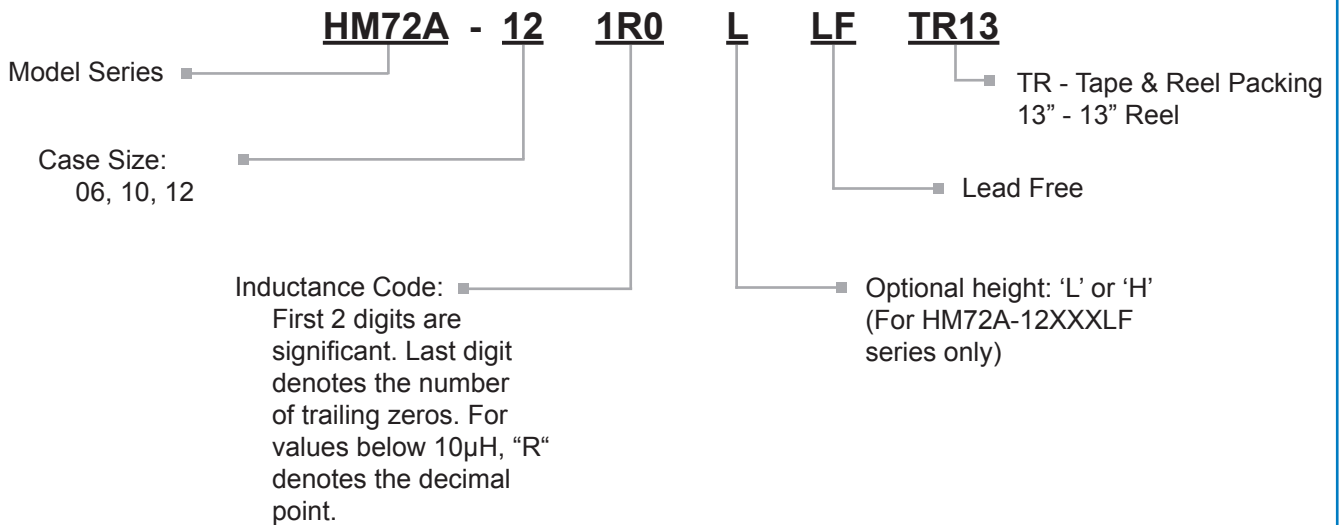 HM72A - 12 1R0 L LF TR13
Model Series
TR - Tape & Reel Packing
13” - 13” Reel
Case Size:
06, 10, 12
Lead Free
Inductance Code:
First 2 digits are
significant. Last digit
denotes the number
of trailing zeros. For
values below 10µH, “R“
denotes the decimal
point.
Optional height: ‘L’ or ‘H’
(For HM72A-12XXXLF
series only)